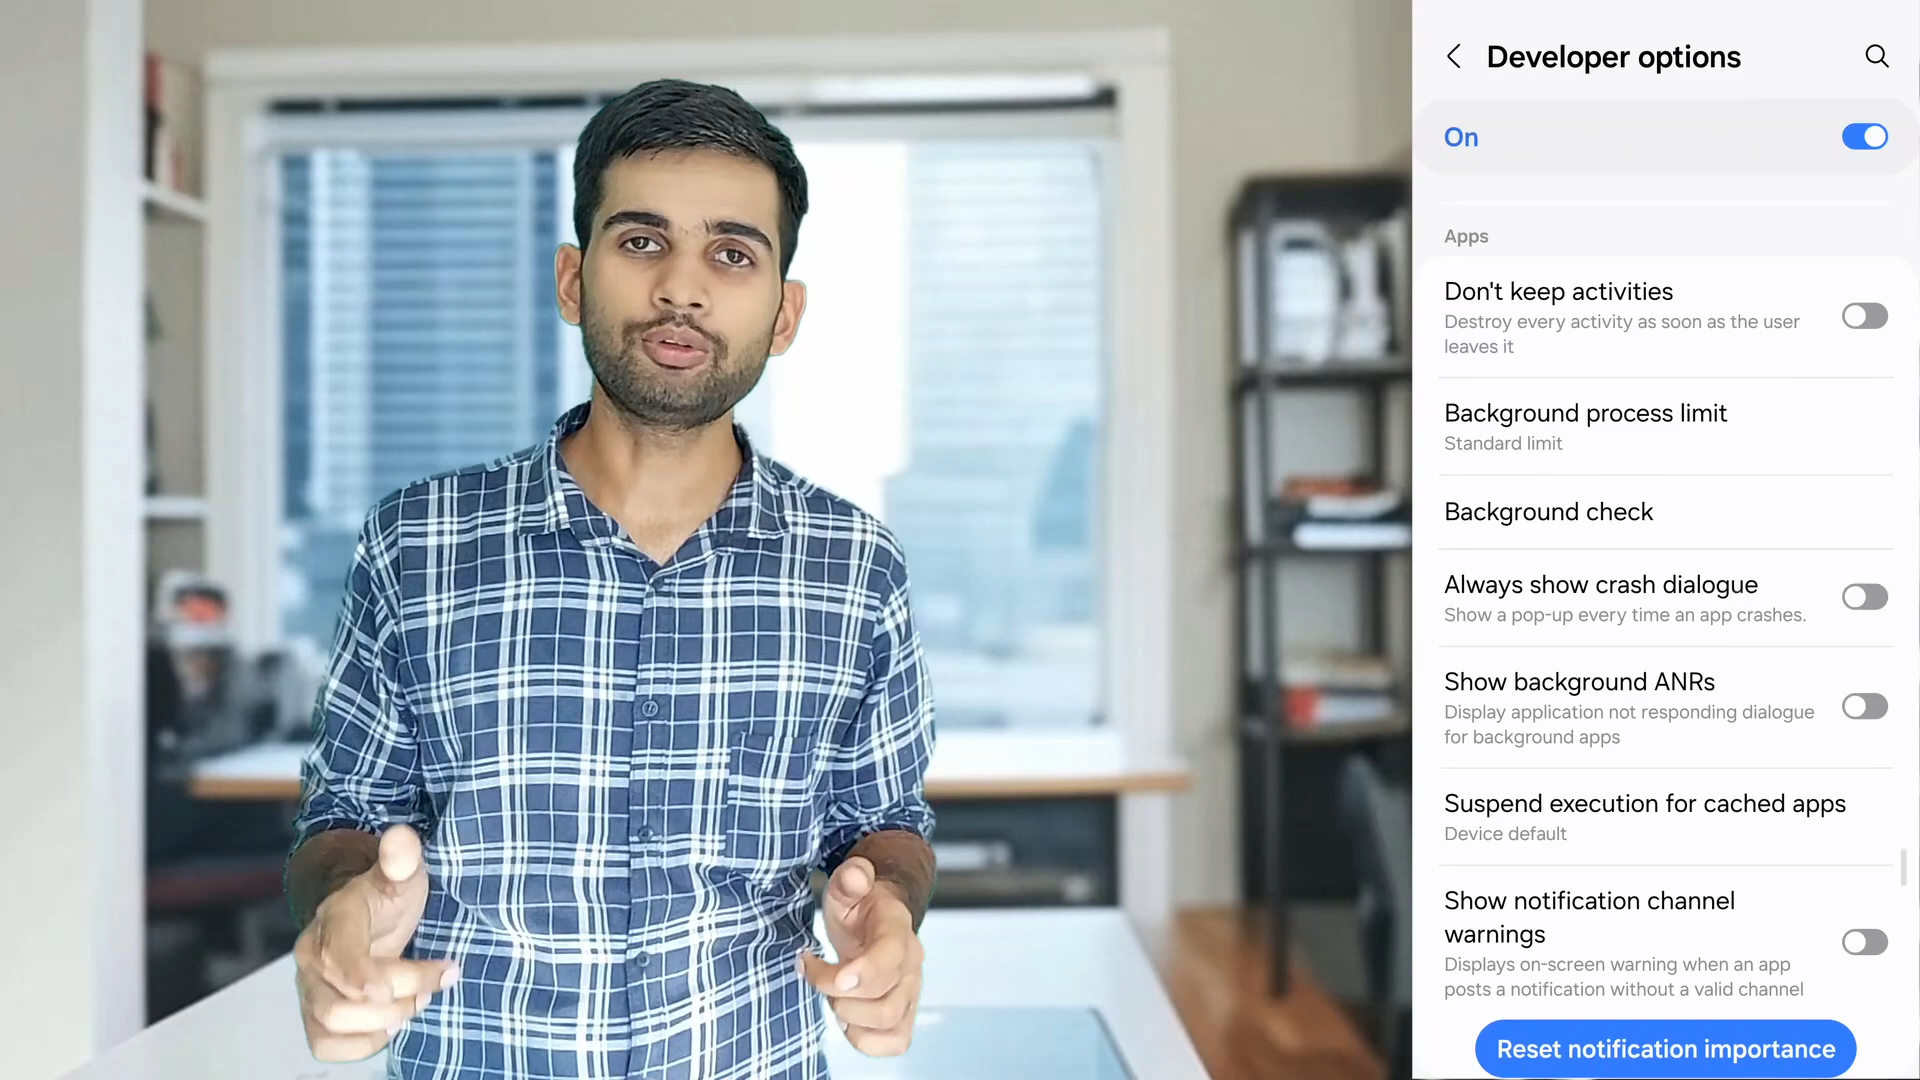 Developer options
On
Apps
Don't keep activities
Destroy every activity as soon as the user
leaves it
Background process limit
Standard limit
Background check
Always show crash dialogue
Show a pop-up every time an app crashes.
Show background ANRs
Display application not responding dialogue
for background apps
Suspend execution for cached apps
Device default
Show notification channel
warnings
Displays on-screen warning when an app
posts a notification without a valid channel
Reset notification importance